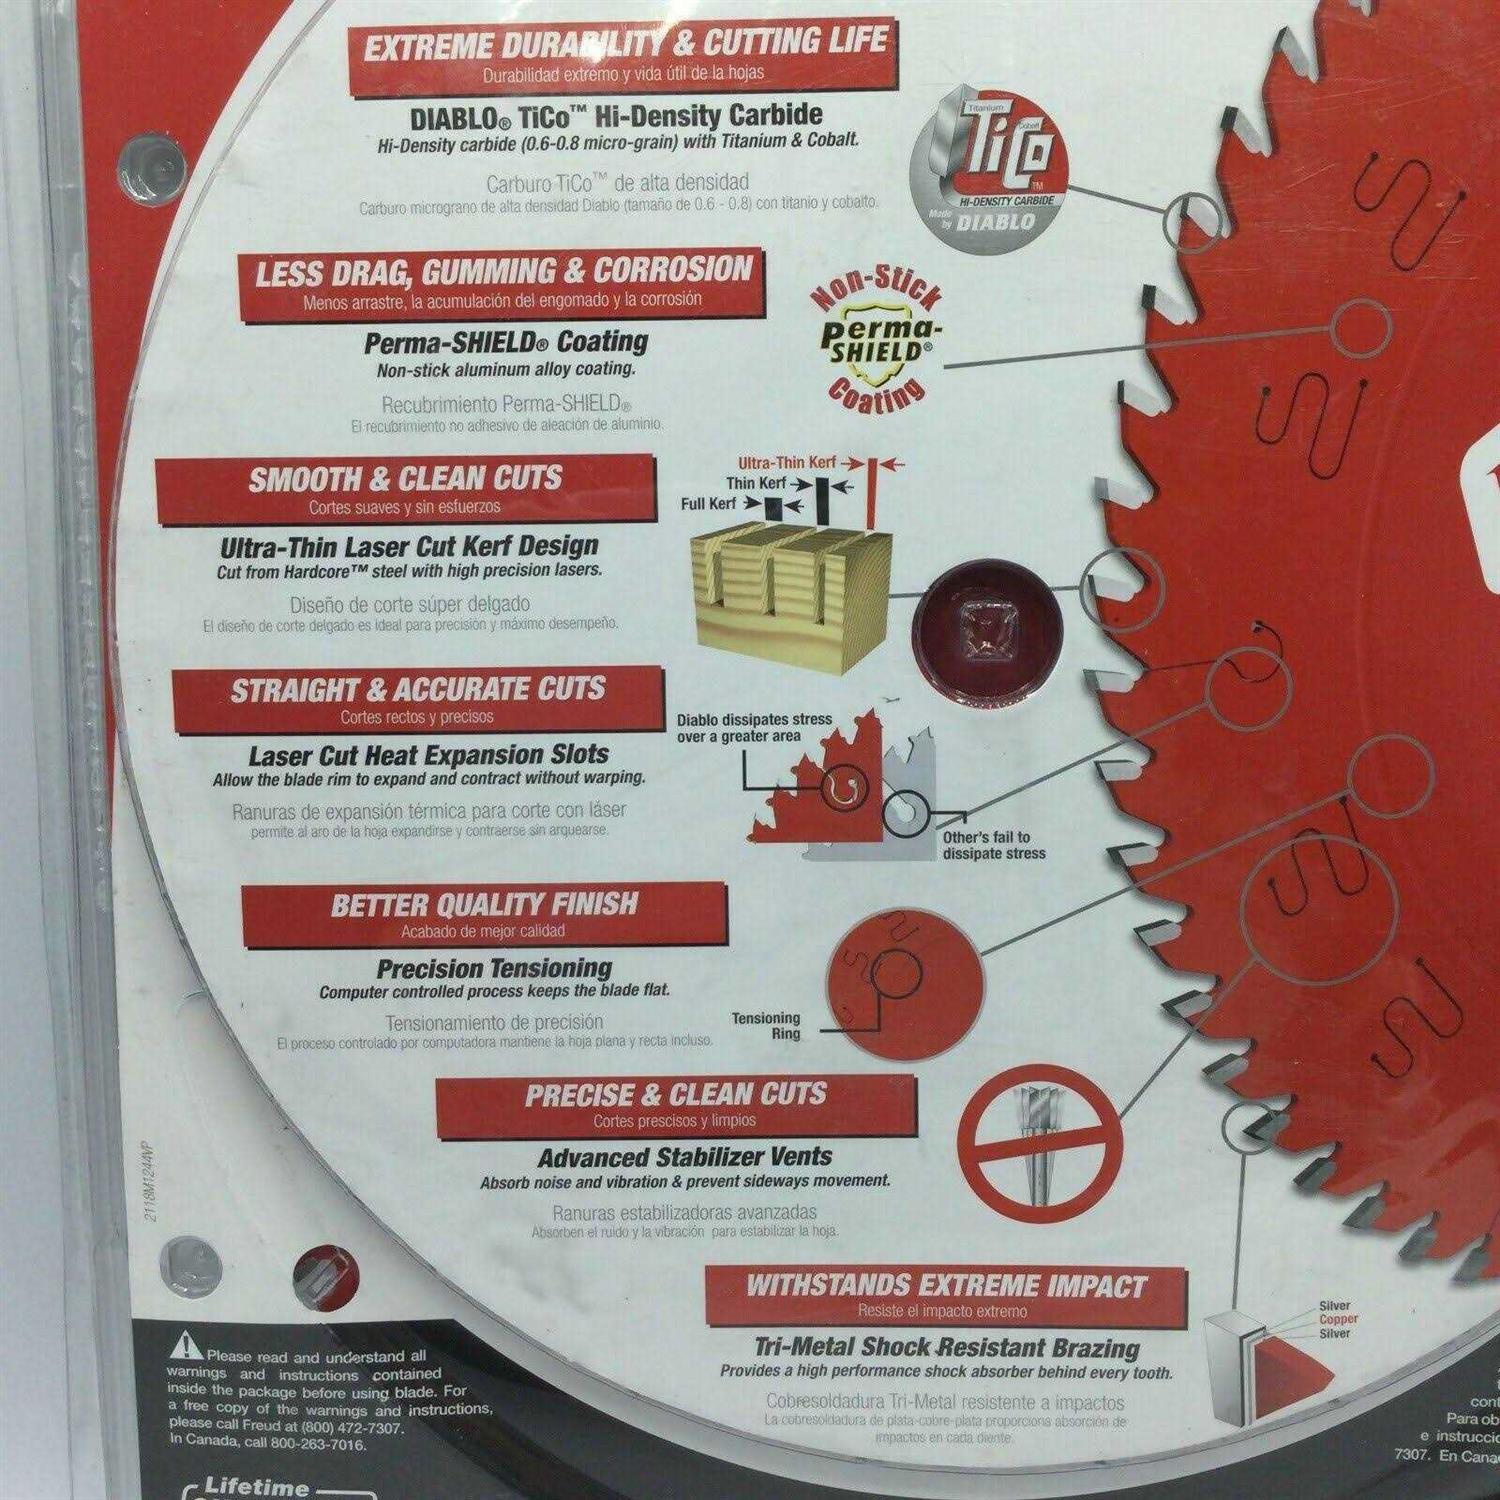 EXTREME DURABILITY & CUTTING LIFE
Durabilidad extremo y vida útil de la hojas
DIABLO® TiCo™ Hi-Density Carbide
Hi-Density carbide (0.6-0.8 micro-grain) with Titanium & Cobalt.
Carburo TiCo™ de alta densidad
Carburo micrograno de alta densidad Diablo (tamaño de 0.6 - 0.8) con titanio y cobalto.
Titanium
Cobalt
TiCo™
HI-DENSITY CARBIDE
Made by DIABLO
LESS DRAG, GUMMING & CORROSION
Menos arrastre, la acumulación del engomado y la corrosión
Perma-SHIELD® Coating
Non-stick aluminum alloy coating.
Recubrimiento Perma-SHIELD®
El recubrimiento no adhesivo de aleación de aluminio.
Non-Stick
Perma-
SHIELD®
Coating
SMOOTH & CLEAN CUTS
Cortes suaves y sin esfuerzos
Ultra-Thin Laser Cut Kerf Design
Cut from Hardcore™ steel with high precision lasers.
Diseño de corte súper delgado
El diseño de corte delgado es ideal para precisión y máximo desempeño.
Ultra-Thin Kerf
Thin Kerf
Full Kerf
STRAIGHT & ACCURATE CUTS
Cortes rectos y precisos
Laser Cut Heat Expansion Slots
Allow the blade rim to expand and contract without warping.
Ranuras de expansión térmica para corte con láser
permite al aro de la hoja expandirse y contraerse sin arquearse.
Diablo dissipates stress
over a greater area
Other's fail to
dissipate stress
BETTER QUALITY FINISH
Acabado de mejor calidad
Precision Tensioning
Computer controlled process keeps the blade flat.
Tensionamiento de precisión
El proceso controlado por computadora mantiene la hoja plana y recta incluso.
Tensioning
Ring
PRECISE & CLEAN CUTS
Cortes prescisos y limpios
Advanced Stabilizer Vents
Absorb noise and vibration & prevent sideways movement.
Ranuras estabilizadoras avanzadas
Absorben el ruido y la vibración para estabilizar la hoja.
WITHSTANDS EXTREME IMPACT
Resiste el impacto extremo
Tri-Metal Shock Resistant Brazing
Provides a high performance shock absorber behind every tooth.
Cobresoldadura Tri-Metal resistente a impactos
La cobresoldadura de plata-cobre-plata proporciona absorción de
impactos en cada diente.
Silver
Copper
Silver
2118M1244VP
Please read and understand all
warnings and instructions contained
inside the package before using blade. For
a free copy of the warnings and instructions,
please call Freud at (800) 472-7307.
In Canada, call 800-263-7016.
Lifetime
cont
Para ob
e instruccio
7307. En Cana